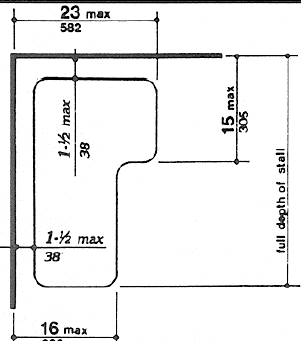 23 max
582
1-½ max
38
15 max
305
full depth of stall
1-½ max
38
16 max